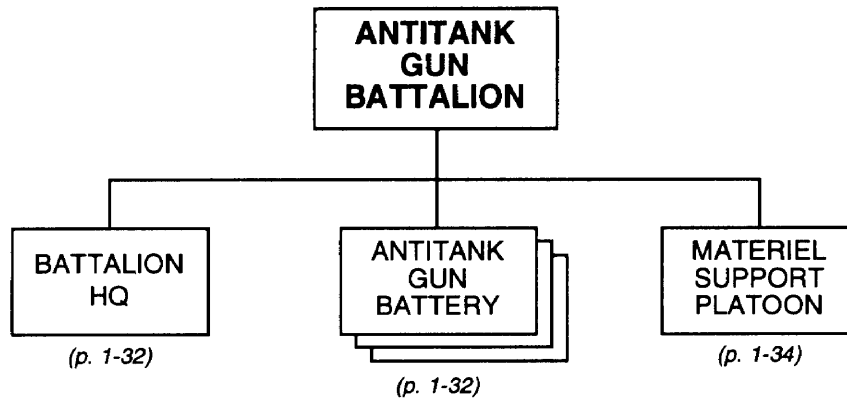 ANTITANK
GUN
BATTALION
BATTALION
HQ
(p. 1-32)
ANTITANK
GUN
BATTERY
(p. 1-32)
MATERIEL
SUPPORT
PLATOON
(p. 1-34)